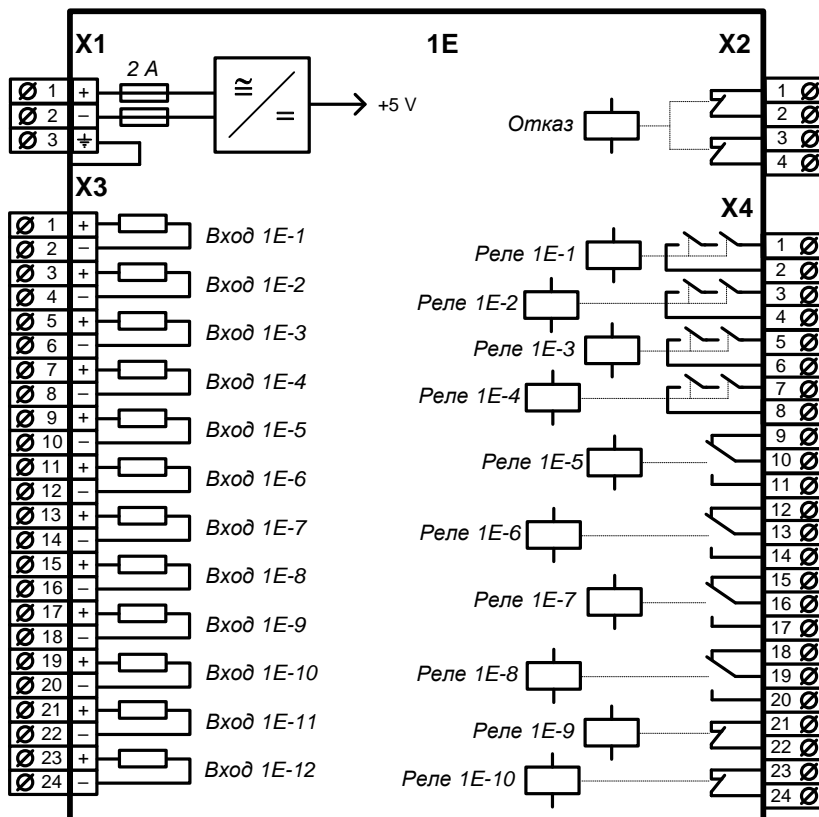 X1 1E X2
2 A
1 + +5 V 1
2 – Отказ 2
3 3
4
X3
X4
1 + Вход 1E-1 Реле 1E-1 1
2 – 2
3 + Вход 1E-2 Реле 1E-2 3
4 – 4
5 + Вход 1E-3 Реле 1E-3 5
6 – 6
7 + Вход 1E-4 Реле 1E-4 7
8 – 8
9 + Вход 1E-5 Реле 1E-5 9
10 – 10
11 + Вход 1E-6 11
12 – Реле 1E-6 12
13 + Вход 1E-7 13
14 – 14
15 + Вход 1E-8 Реле 1E-7 15
16 – 16
17 + Вход 1E-9 17
18 – Реле 1E-8 18
19 + Вход 1E-10 19
20 – 20
21 + Вход 1E-11 Реле 1E-9 21
22 – 22
23 + Вход 1E-12 Реле 1E-10 23
24 – 24